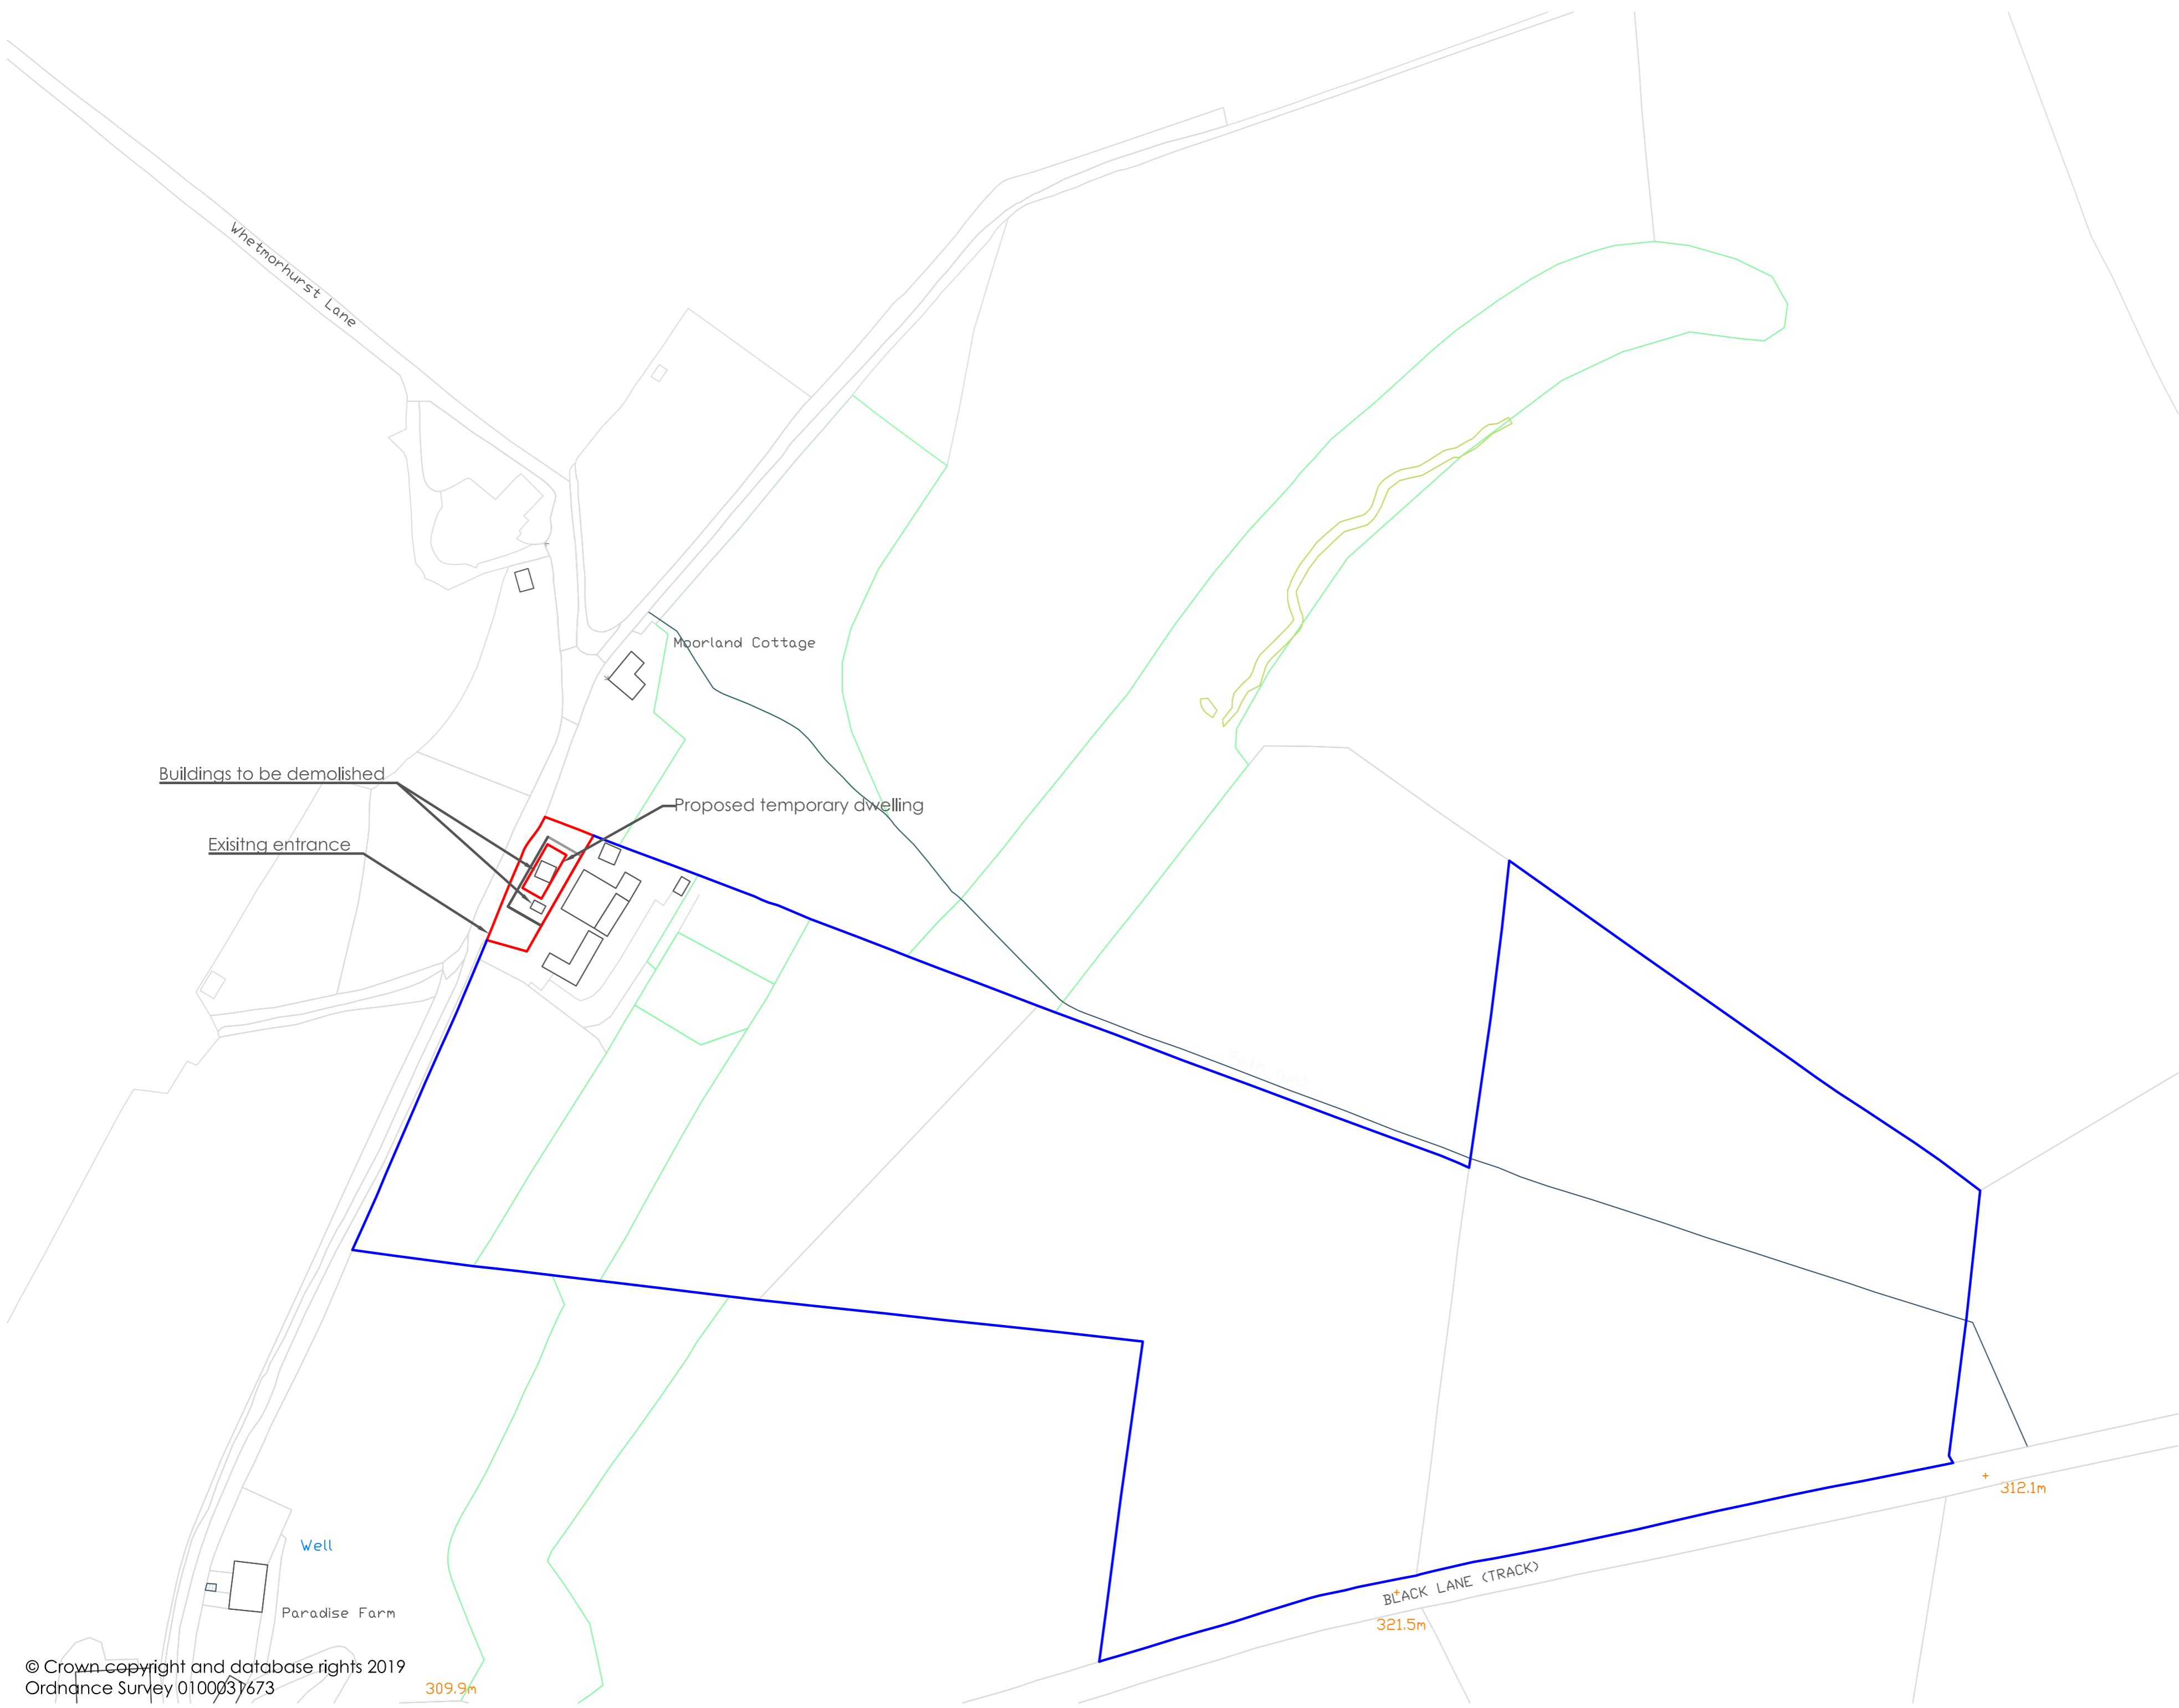 Whetmorhurst Lane
Moorland Cottage
Buildings to be demolished
Proposed temporary dwelling
Exisitng entrance
312.1m
Well
BLACK LANE (TRACK)
Paradise Farm
321.5m
© Crown copyright and database rights 2019
Ordnance Survey 0100031673
309.9m